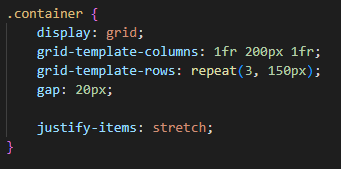 .container {
    display: grid;
    grid-template-columns: 1fr 200px 1fr;
    grid-template-rows: repeat(3, 150px);
    gap: 20px;

    justify-items: stretch;
}